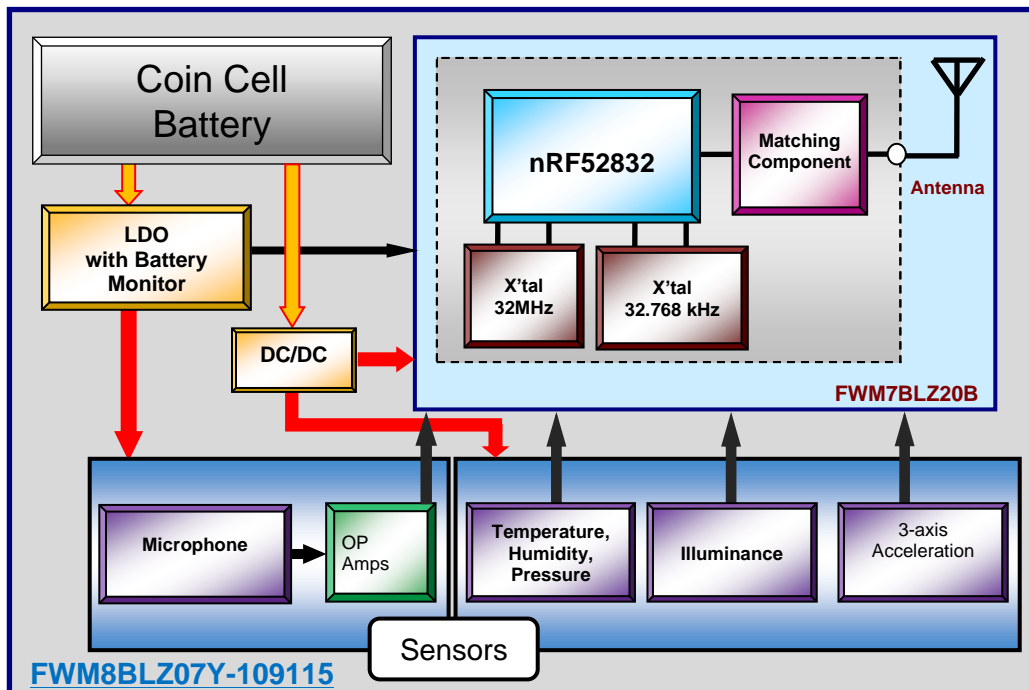 Coin Cell
Battery
LDO
with Battery
Monitor
DC/DC
nRF52832
Matching
Component
Antenna
X'tal
32MHz
X'tal
32.768 kHz
FWM7BLZ20B
Microphone
OP
Amps
Temperature,
Humidity,
Pressure
Illuminance
3-axis
Acceleration
Sensors
FWM8BLZ07Y-109115